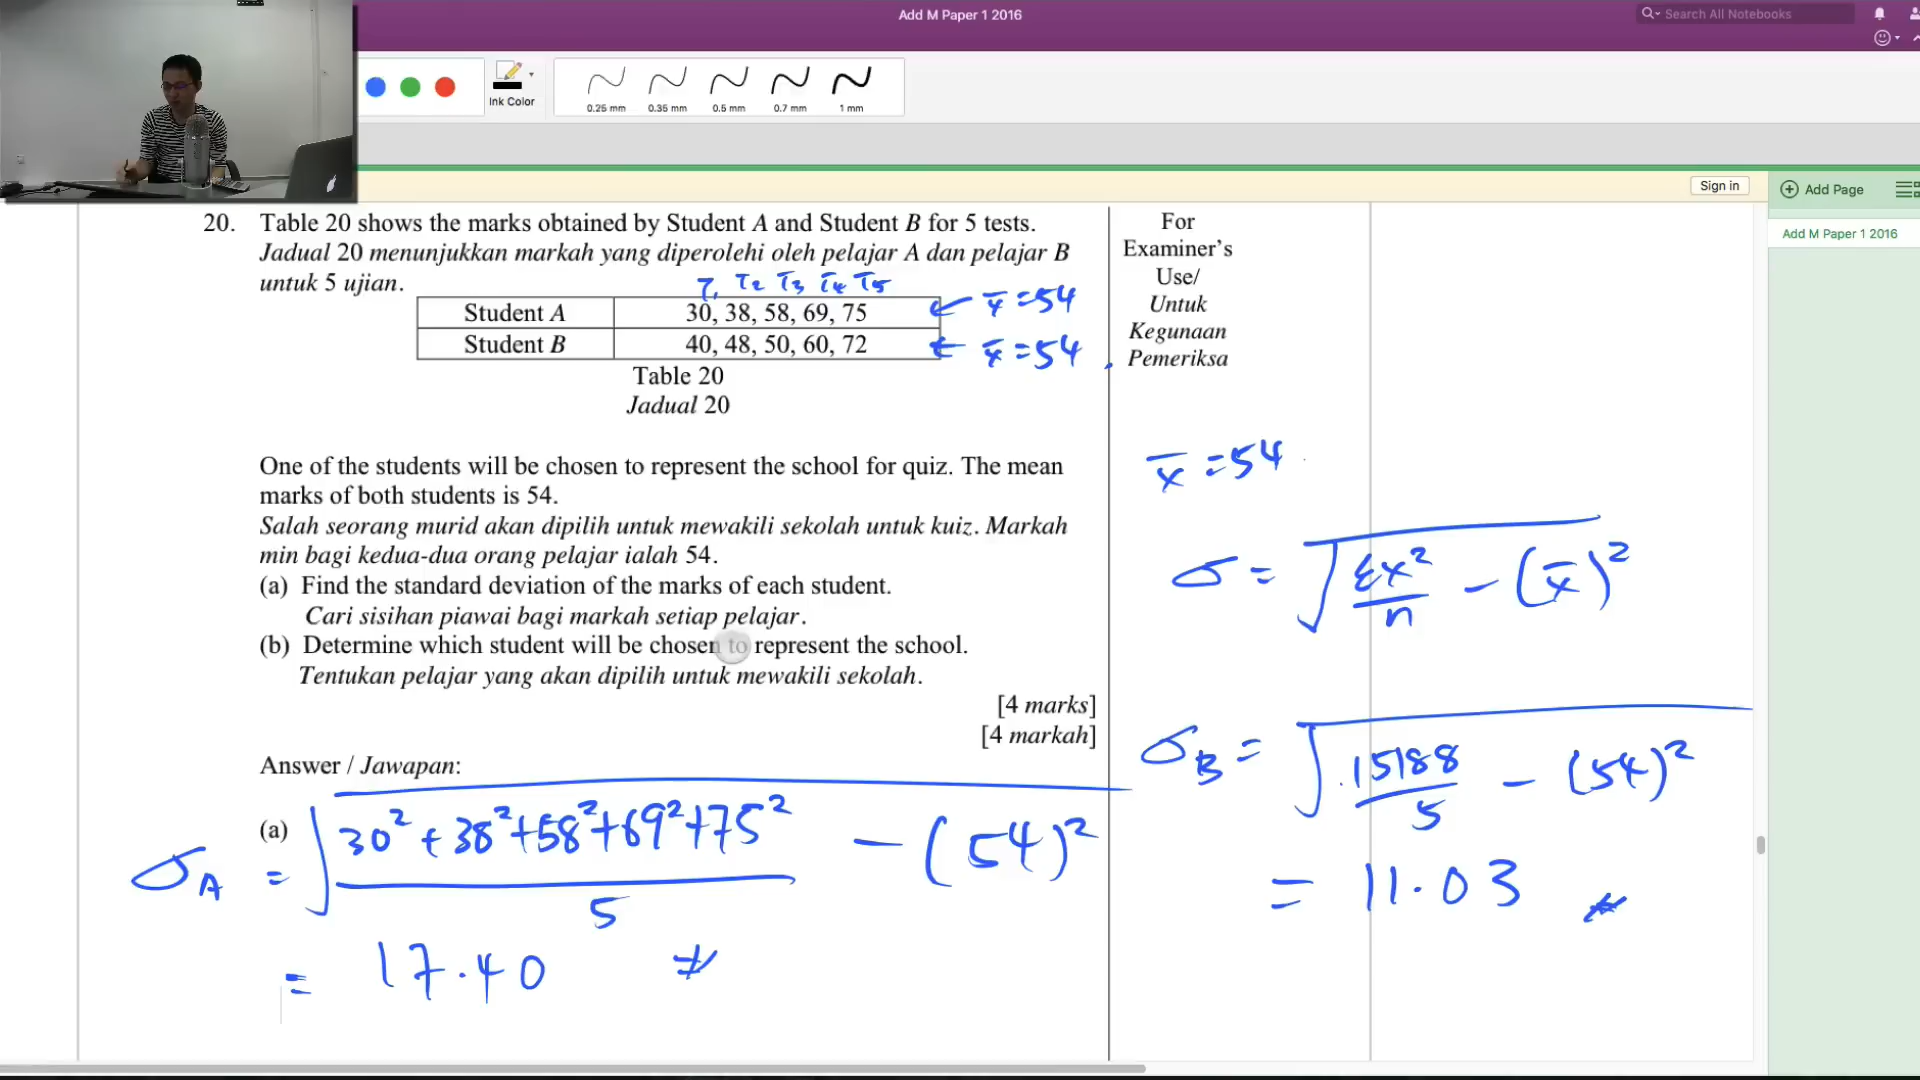 Add M Paper 1 2016
Search All Notebooks
Ink Color
0.25 mm 0.35 mm 0.5 mm 0.7 mm 1 mm
Sign in
Add Page
Add M Paper 1 2016
20. Table 20 shows the marks obtained by Student A and Student B for 5 tests.
Jadual 20 menunjukkan markah yang diperolehi oleh pelajar A dan pelajar B
untuk 5 ujian.
T1 T2 T3 T4 T5
Student A 30, 38, 58, 69, 75 ← x̄ = 54
Student B 40, 48, 50, 60, 72 ← x̄ = 54
Table 20
Jadual 20
For
Examiner's
Use/
Untuk
Kegunaan
Pemeriksa
One of the students will be chosen to represent the school for quiz. The mean
marks of both students is 54.
Salah seorang murid akan dipilih untuk mewakili sekolah untuk kuiz. Markah
min bagi kedua-dua orang pelajar ialah 54.
(a) Find the standard deviation of the marks of each student.
Cari sisihan piawai bagi markah setiap pelajar.
(b) Determine which student will be chosen to represent the school.
Tentukan pelajar yang akan dipilih untuk mewakili sekolah.
[4 marks]
[4 markah]
Answer / Jawapan:
(a)
σA = √(30² + 38² + 58² + 69² + 75² / 5 − (54)²)
= 17.40
x̄ = 54
σ = √(Σx² / n − (x̄)²)
σB = √(15188 / 5 − (54)²)
= 11.03